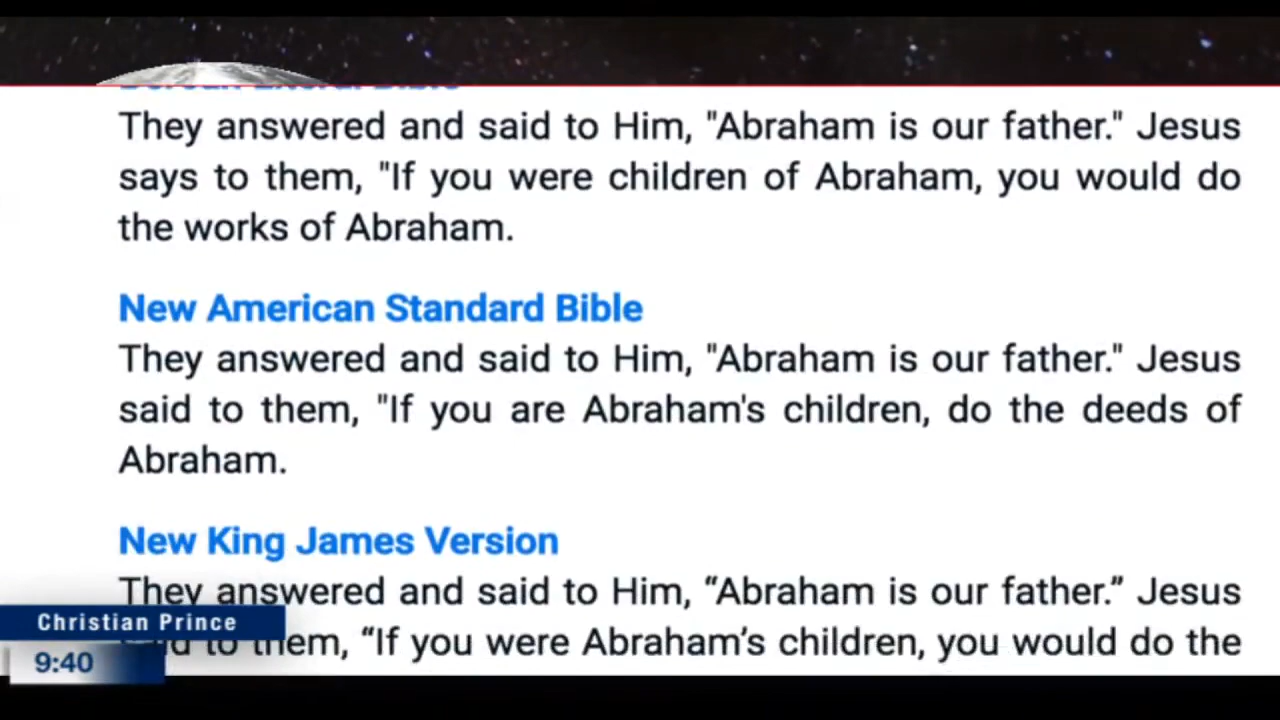 They answered and said to Him, "Abraham is our father." Jesus
says to them, "If you were children of Abraham, you would do
the works of Abraham.
New American Standard Bible
They answered and said to Him, "Abraham is our father." Jesus
said to them, "If you are Abraham's children, do the deeds of
Abraham.
New King James Version
They answered and said to Him, “Abraham is our father.” Jesus
to them, “If you were Abraham’s children, you would do the
Christian Prince
9:40